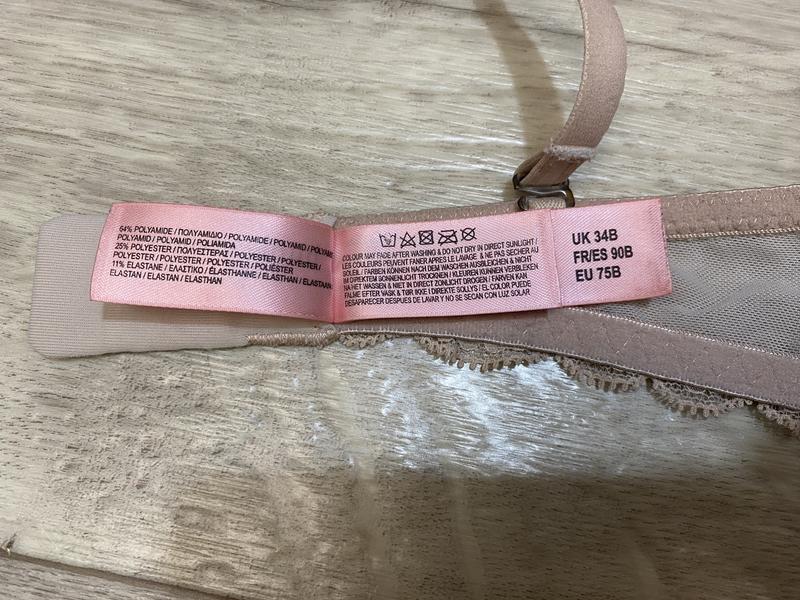 64% POLYAMIDE / ΠΟΛΥΑΜΙΔΙΟ / POLYAMIDE / POLYAMID / POLYAMIDE
POLYAMID / POLYAMID / POLIAMIDA
25% POLYESTER / ΠΟΛΥΕΣΤΕΡΑΣ / POLYESTER / POLYESTER /
POLYESTER / POLYESTER / POLYESTER / POLIÉSTER
11% ELASTANE / ΕΛΑΣΤΙΚΟ / ÉLASTHANNE / ELASTHAN / ELASTAAN
ELASTAN / ELASTAN / ELASTHAN
COLOUR MAY FADE AFTER WASHING & DO NOT DRY IN DIRECT SUNLIGHT /
LES COULEURS PEUVENT FANER APRES LE LAVAGE & NE PAS SECHER AU
SOLEIL / FARBEN KÖNNEN NACH DEM WASCHEN AUSBLEICHEN & NICHT
IM DIREKTEM SONNENLICHT TROCKNEN / KLEUREN KUNNEN VERBLEKEN
NA HET WASSEN & NIET IN DIRECT ZONLICHT DROGEN / FARVEN KAN
FALME EFTER VASK & TØR IKKE I DIREKTE SOLLYS / EL COLOR PUEDE
DESAPARECER DESPUES DE LAVAR Y NO SE SECAN CON LUZ SOLAR
UK 34B
FR/ES 90B
EU 75B